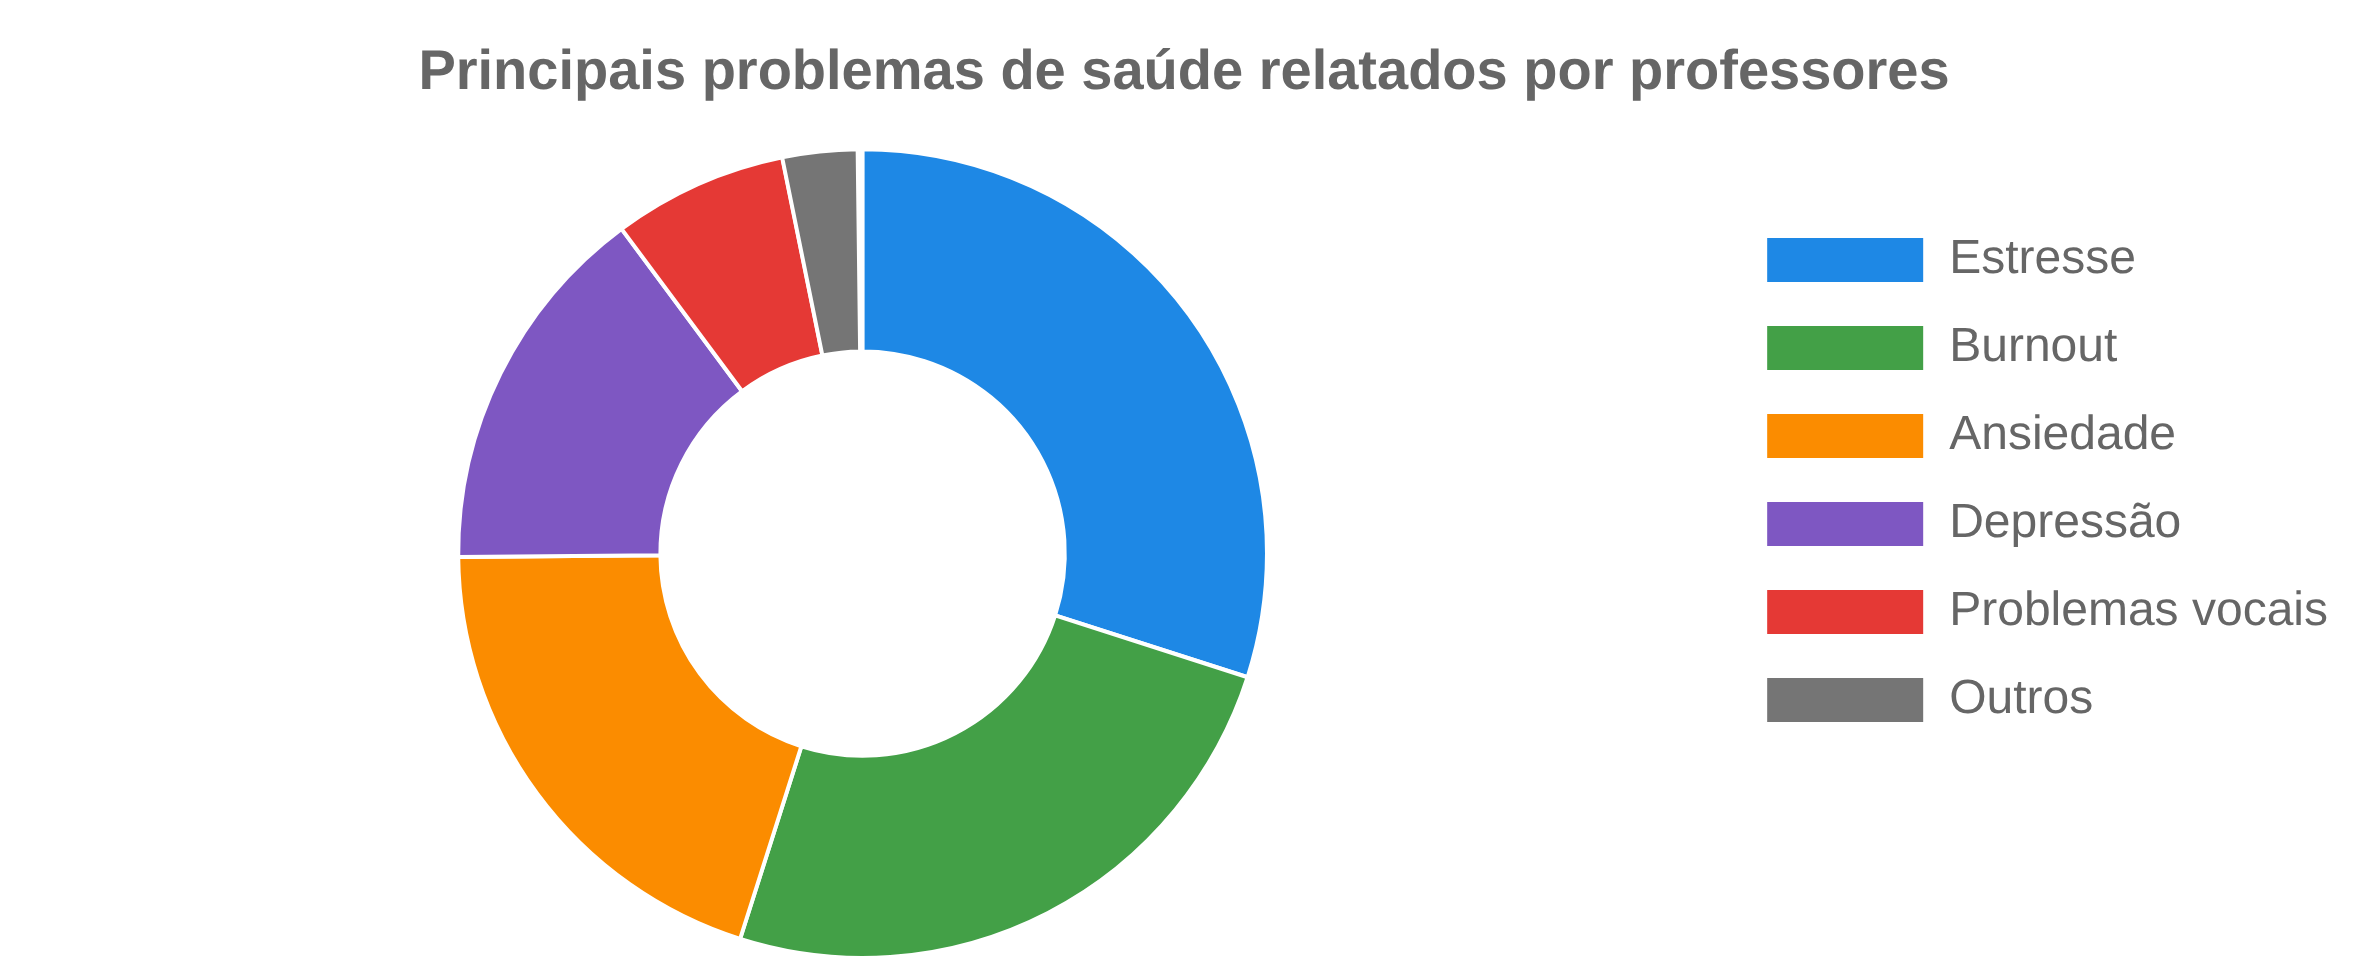 Principais problemas de saúde relatados por professores
Estresse
Burnout
Ansiedade
Depressão
Problemas vocais
Outros